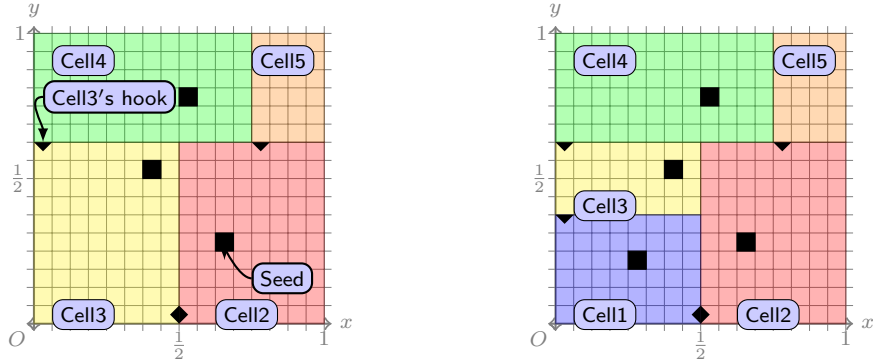 y
1
Cell4
Cell5
Cell3's hook
1/2
Seed
Cell3
Cell2
O
1/2
1
x
y
1
Cell4
Cell5
1/2
Cell3
Cell1
Cell2
O
1/2
1
x